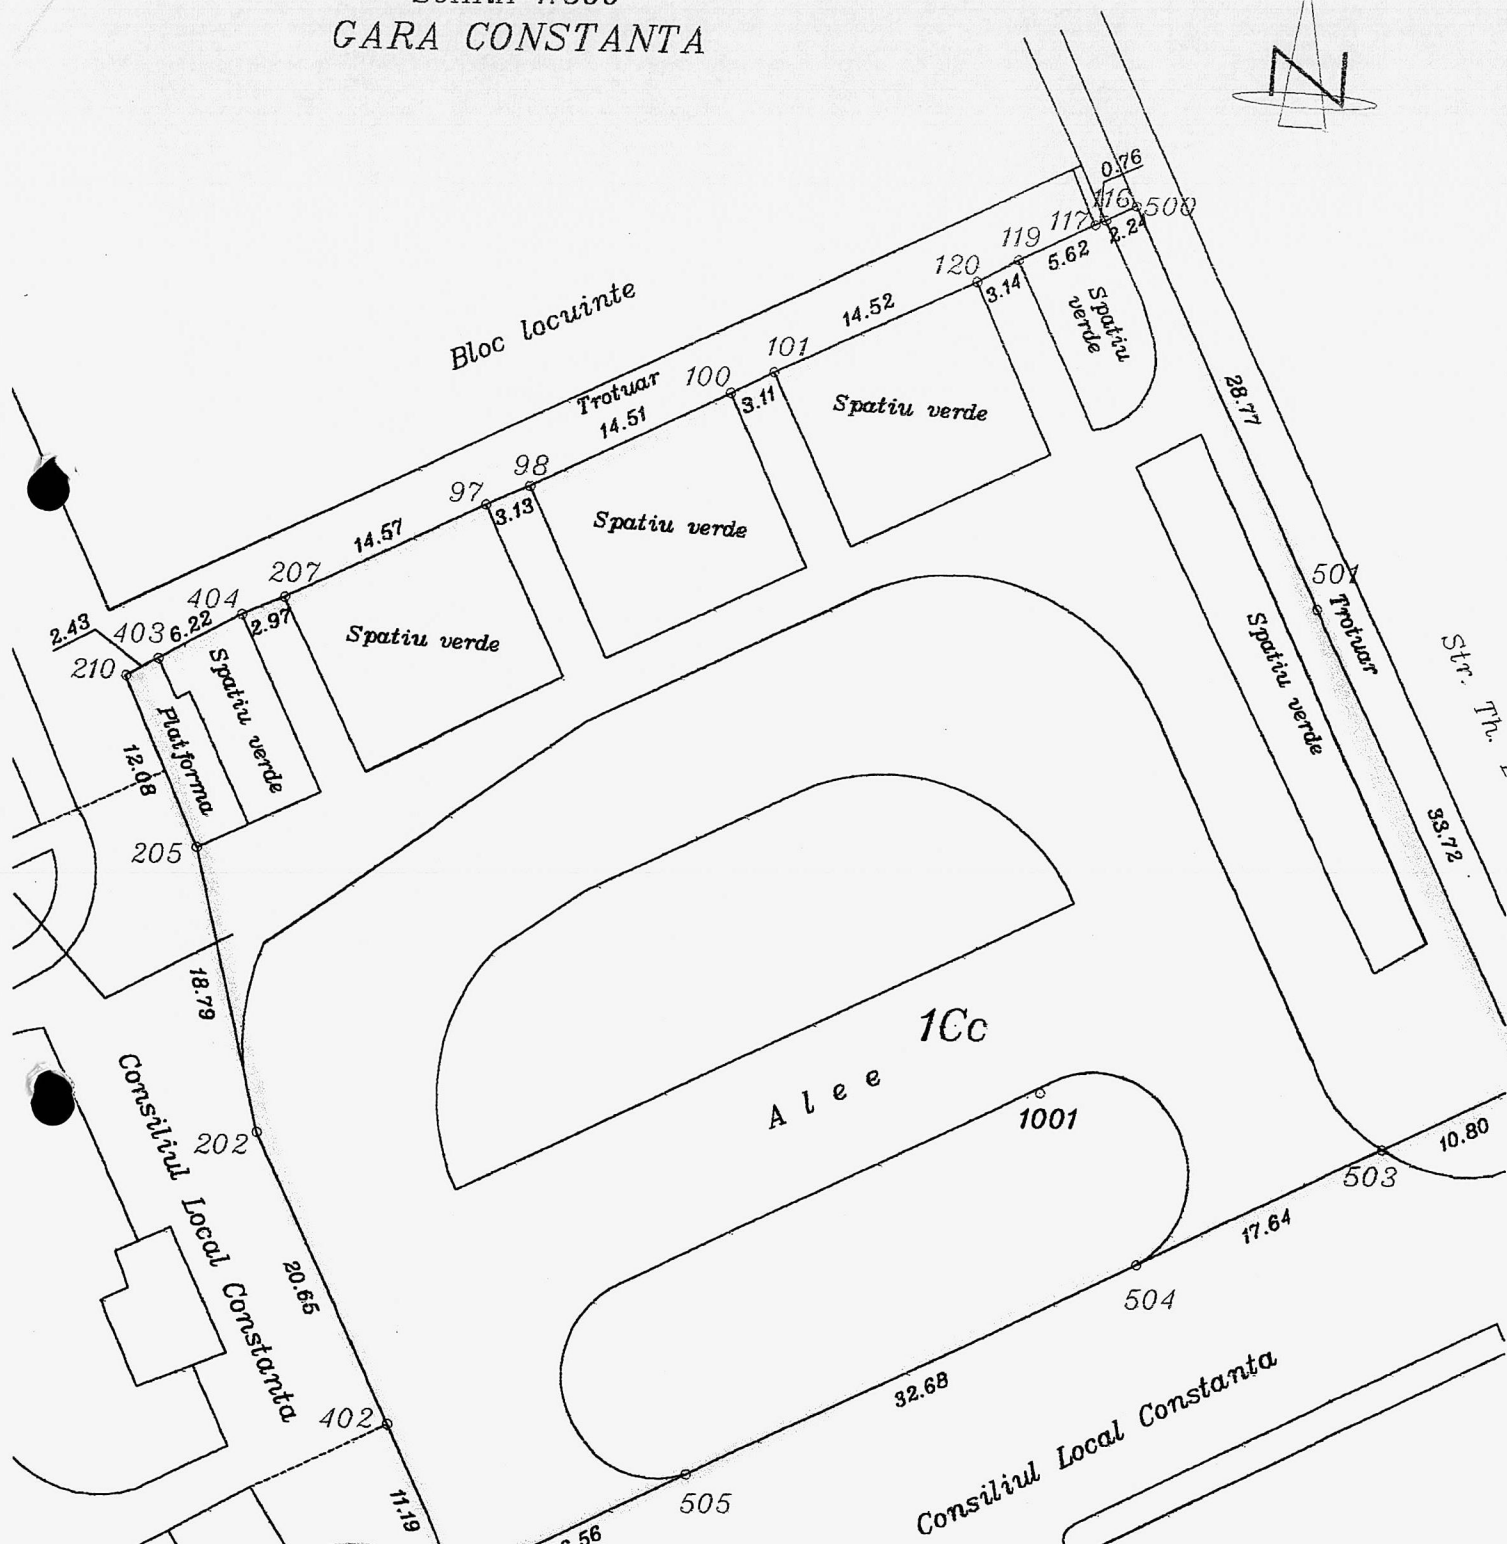 GARA CONSTANTA
N
0.76
116
500
117
2.24
119
5.62
120
3.14
Spatiu
verde
14.52
Bloc locuinte
101
100
3.11
Trotuar
14.51
Spatiu verde
28.77
98
97
3.13
14.57
Spatiu verde
207
404
2.97
501
Trotuar
2.43
403
6.22
210
Spatiu verde
Spatiu verde
Spatiu verde
Str. Th.
Platforma
12.08
205
33.72
18.79
1Cc
Alee
1001
Consiliul Local Constanta
202
10.80
503
17.64
20.65
504
32.68
402
Consiliul Local Constanta
505
11.19